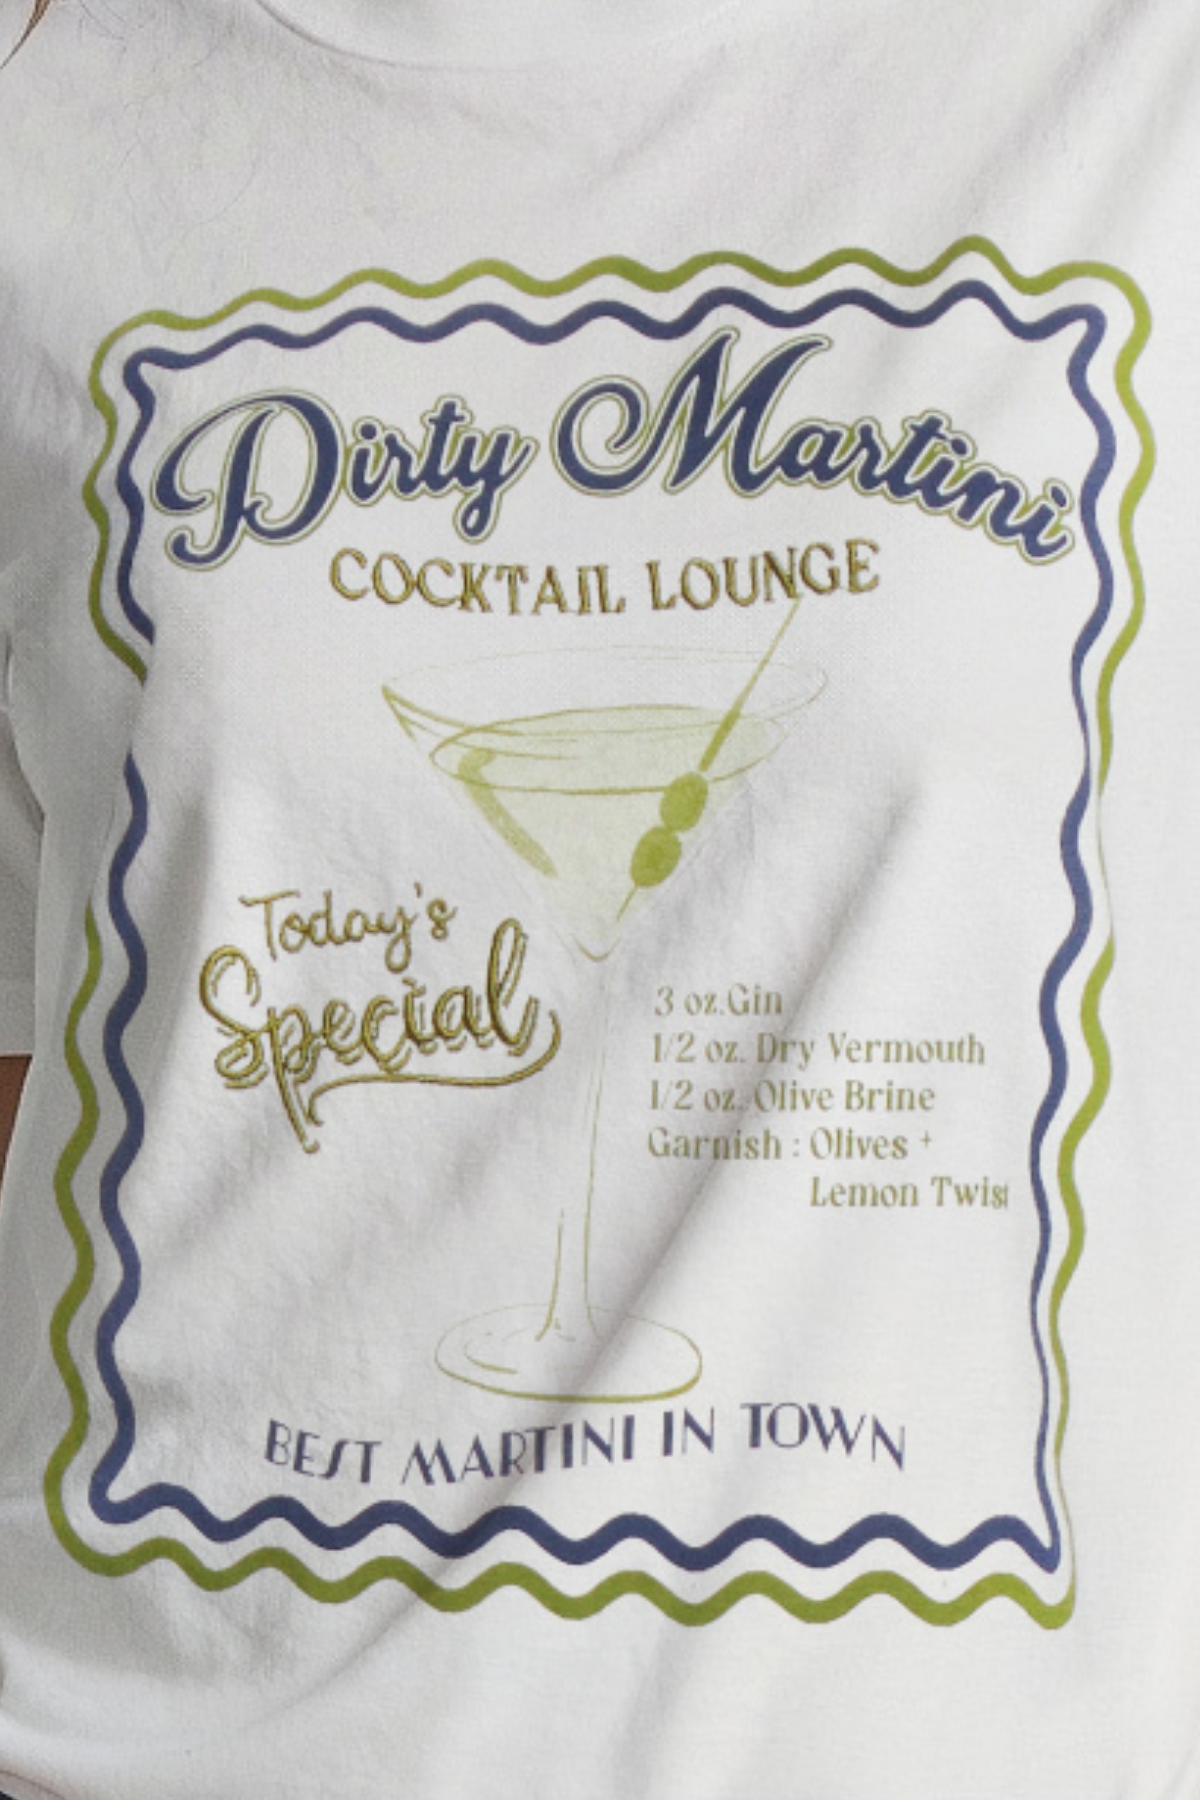 Dirty Martini
COCKTAIL LOUNGE
Today's
Special
3 oz.Gin
1/2 oz. Dry Vermouth
1/2 oz. Olive Brine
Garnish : Olives +
Lemon Twist
BEST MARTINI IN TOWN